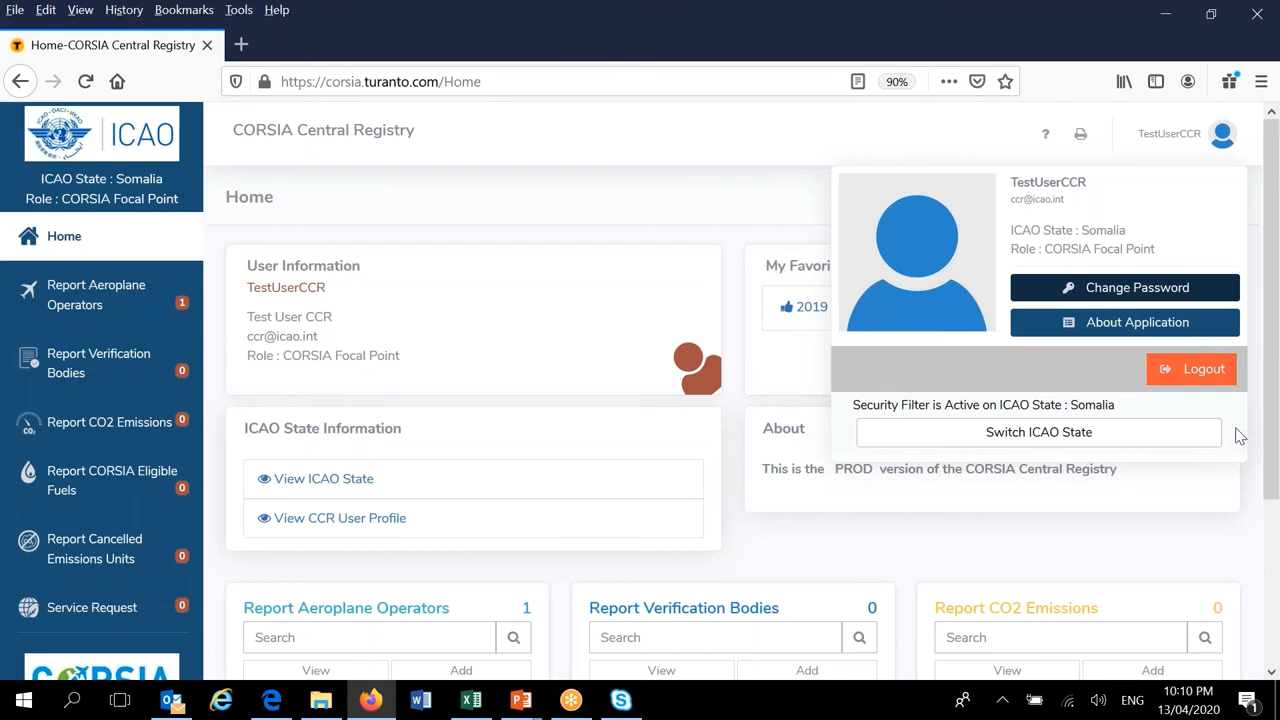 File Edit View History Bookmarks Tools Help
Home-CORSIA Central Registry
https://corsia.turanto.com/Home
90%
ICAO
ICAO State : Somalia
Role : CORSIA Focal Point
Home
Report Aeroplane
Operators 1
Report Verification
Bodies 0
Report CO2 Emissions 0
Report CORSIA Eligible
Fuels 0
Report Cancelled
Emissions Units 0
Service Request 0
CORSIA
CORSIA Central Registry
? TestUserCCR
Home
User Information
TestUserCCR
Test User CCR
ccr@icao.int
Role : CORSIA Focal Point
My Favori
2019
TestUserCCR
ccr@icao.int
ICAO State : Somalia
Role : CORSIA Focal Point
Change Password
About Application
Logout
Security Filter is Active on ICAO State : Somalia
Switch ICAO State
ICAO State Information
View ICAO State
View CCR User Profile
About
This is the PROD version of the CORSIA Central Registry
Report Aeroplane Operators 1
Search
View Add
Report Verification Bodies 0
Search
View Add
Report CO2 Emissions 0
Search
View Add
ENG
10:10 PM
13/04/2020
1